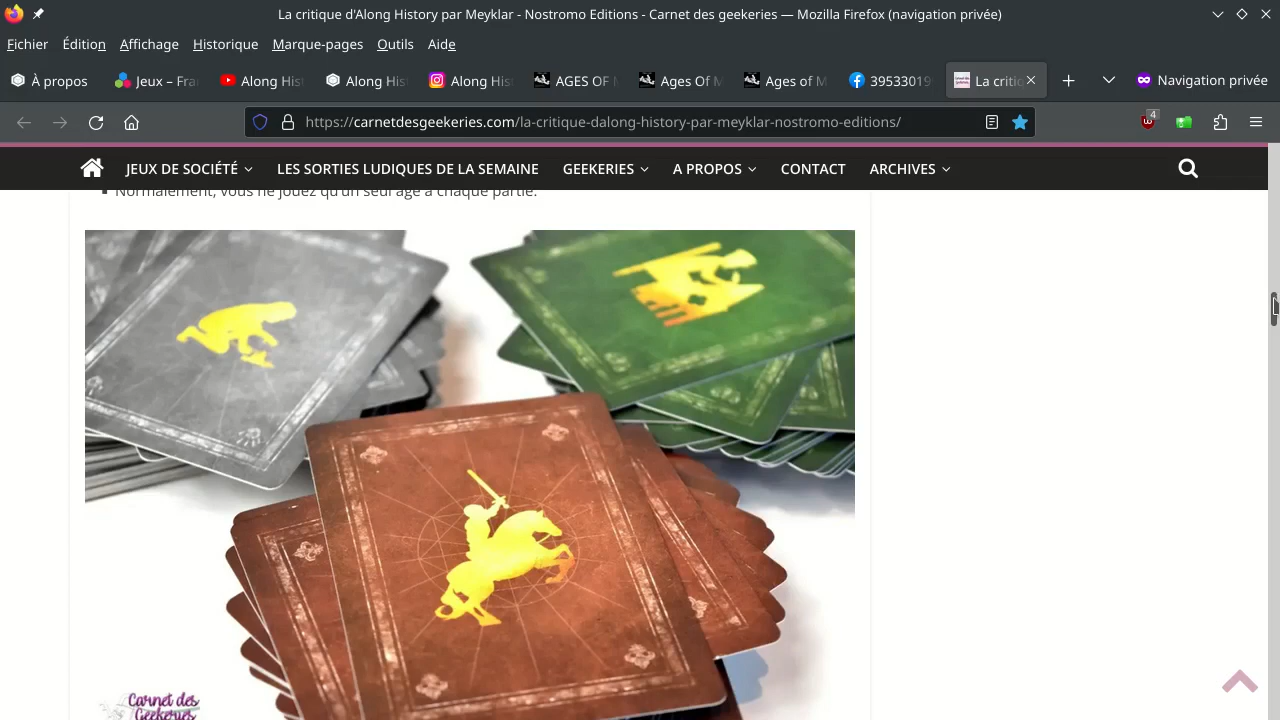 La critique d'Along History par Meyklar - Nostromo Editions - Carnet des geekeries — Mozilla Firefox (navigation privée)
Fichier Édition Affichage Historique Marque-pages Outils Aide
À propos Jeux – Fra Along His Along His Along His AGES OF M Ages Of M Ages of M 39533019 La critic Navigation privée
https://carnetdesgeekeries.com/la-critique-dalong-history-par-meyklar-nostromo-editions/ 4
JEUX DE SOCIÉTÉ LES SORTIES LUDIQUES DE LA SEMAINE GEEKERIES A PROPOS CONTACT ARCHIVES
Normalement, vous ne jouez qu'un seul âge à chaque partie.
Carnet des
Geekeries